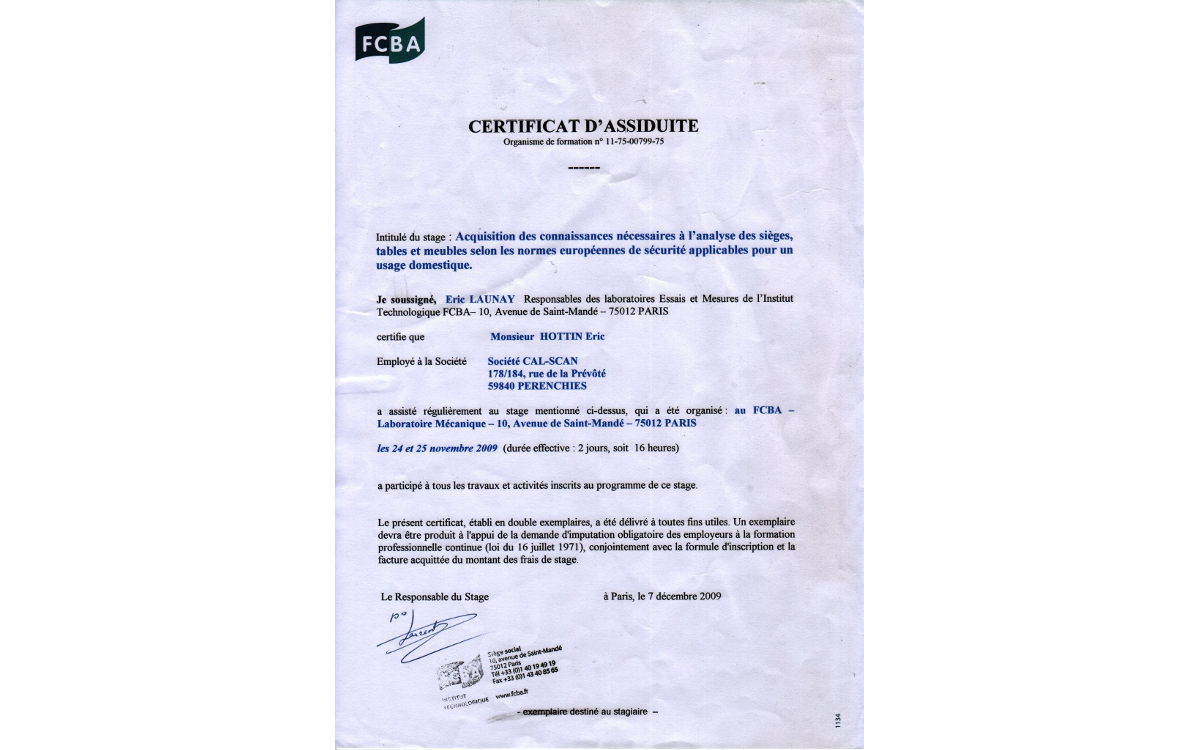 FCBA
CERTIFICAT D'ASSIDUITE
Organisme de formation n° 11-75-00799-75
------
Intitulé du stage : Acquisition des connaissances nécessaires à l'analyse des sièges,
tables et meubles selon les normes européennes de sécurité applicables pour un
usage domestique.
Je soussigné, Eric LAUNAY Responsables des laboratoires Essais et Mesures de l'Institut
Technologique FCBA– 10, Avenue de Saint-Mandé – 75012 PARIS
certifie que Monsieur HOTTIN Eric
Employé à la Société Société CAL-SCAN
178/184, rue de la Prévôté
59840 PERENCHIES
a assisté régulièrement au stage mentionné ci-dessus, qui a été organisé : au FCBA –
Laboratoire Mécanique – 10, Avenue de Saint-Mandé – 75012 PARIS
les 24 et 25 novembre 2009 (durée effective : 2 jours, soit 16 heures)
a participé à tous les travaux et activités inscrits au programme de ce stage.
Le présent certificat, établi en double exemplaires, a été délivré à toutes fins utiles. Un exemplaire
devra être produit à l'appui de la demande d'imputation obligatoire des employeurs à la formation
professionnelle continue (loi du 16 juillet 1971), conjointement avec la formule d'inscription et la
facture acquittée du montant des frais de stage.
Le Responsable du Stage à Paris, le 7 décembre 2009
Siège social
10, avenue de Saint-Mandé
75012 Paris
Tél +33 (0)1 40 19 49 19
Fax +33 (0)1 43 40 85 65
INSTITUT
TECHNOLOGIQUE www.fcba.fr
- exemplaire destiné au stagiaire –
1134